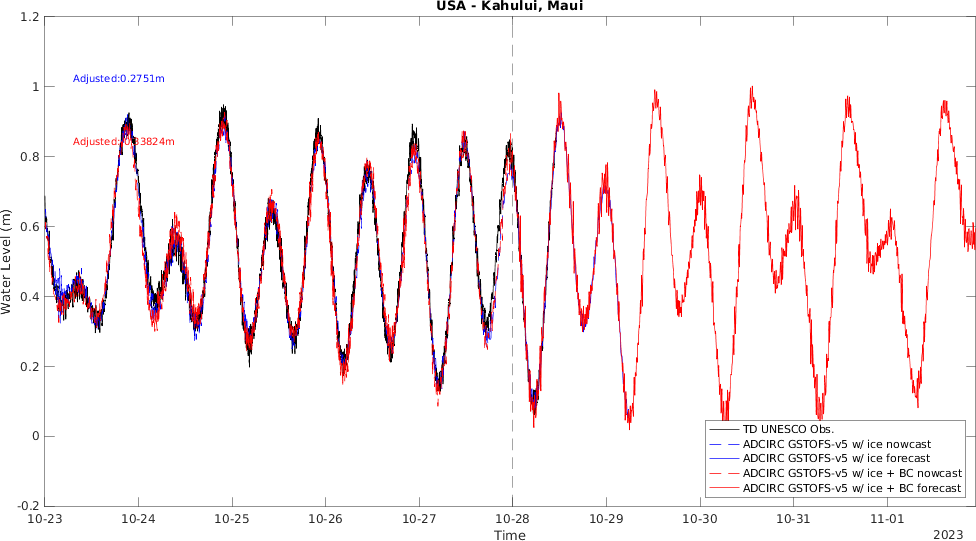 USA - Kahului, Maui
1.2
1
0.8
0.6
0.4
0.2
0
-0.2
Water Level (m)
Adjusted:0.2751m
TD UNESCO Obs.
ADCIRC GSTOFS-v5 w/ ice nowcast
ADCIRC GSTOFS-v5 w/ ice forecast
ADCIRC GSTOFS-v5 w/ ice + BC nowcast
ADCIRC GSTOFS-v5 w/ ice + BC forecast
10-23 10-24 10-25 10-26 10-27 10-28 10-29 10-30 10-31 11-01
Time
2023